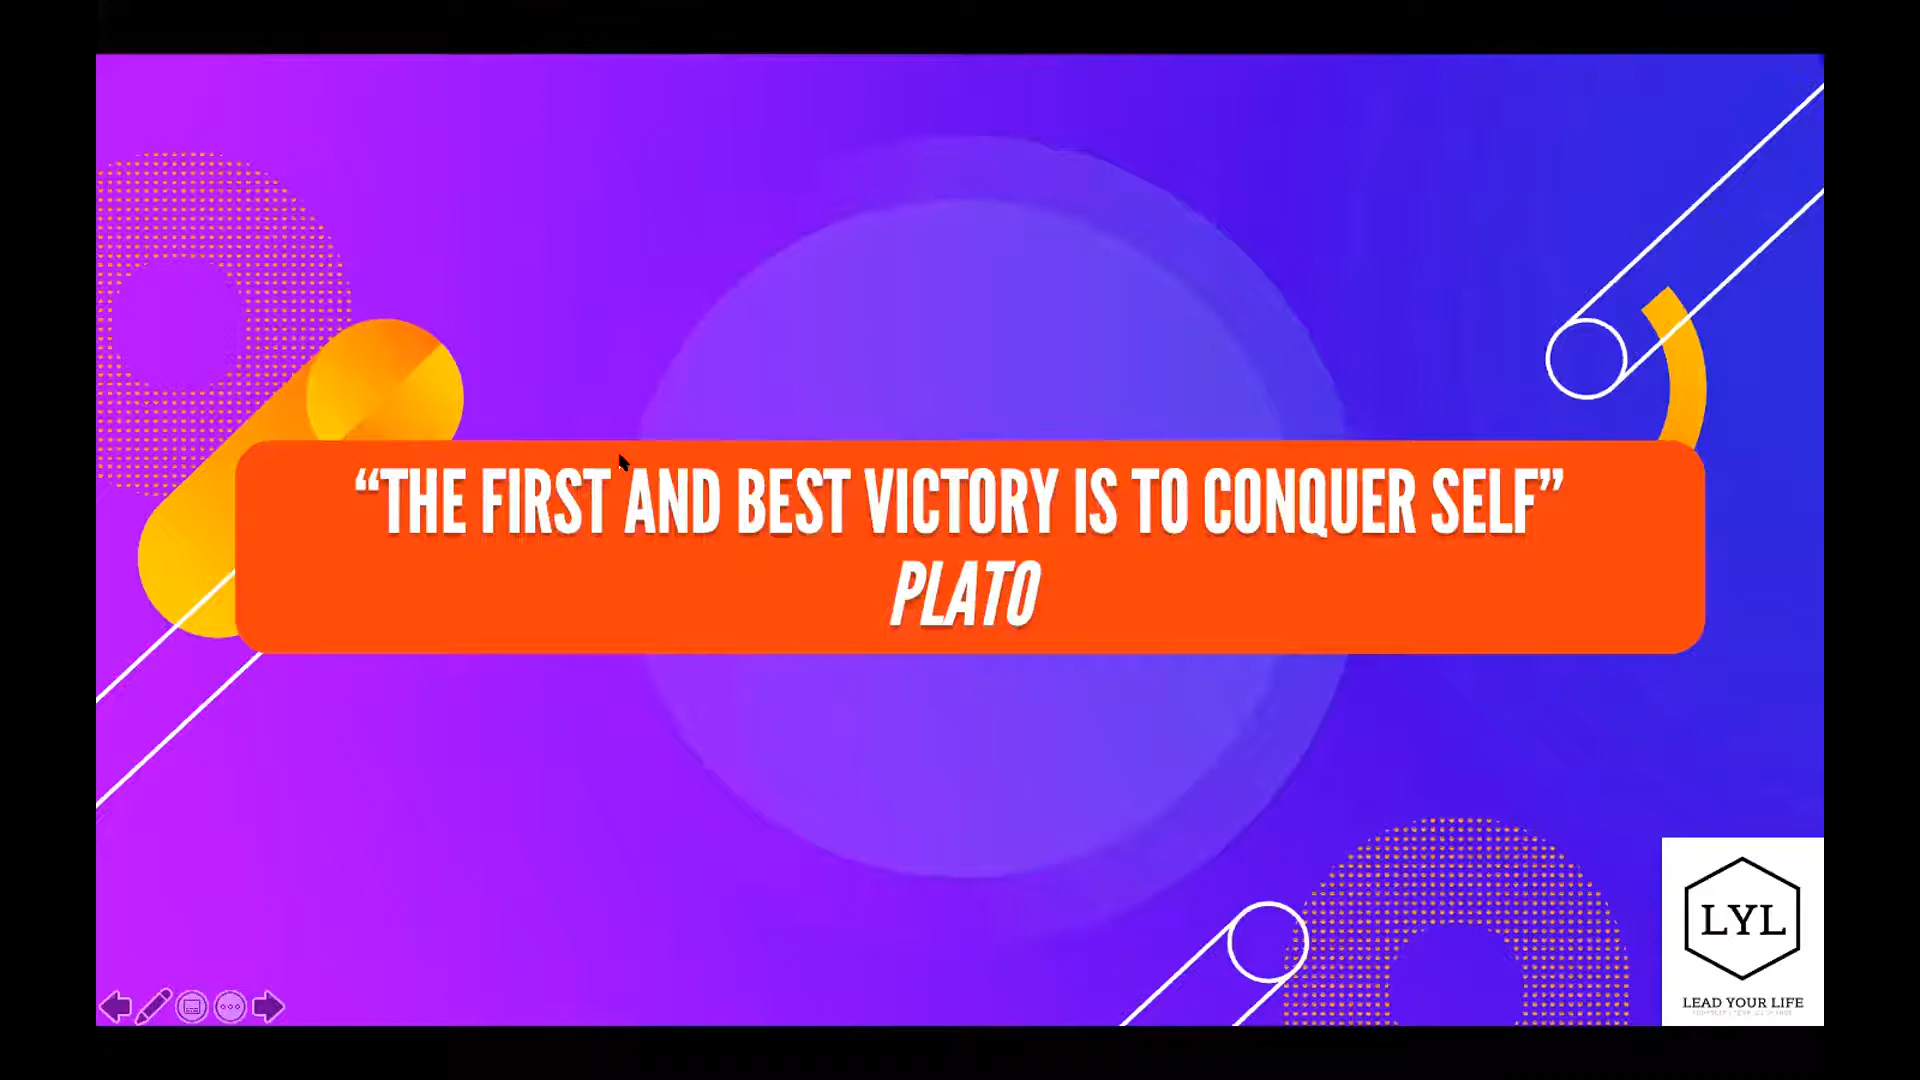 “THE FIRST AND BEST VICTORY IS TO CONQUER SELF”
PLATO
LYL
LEAD YOUR LIFE